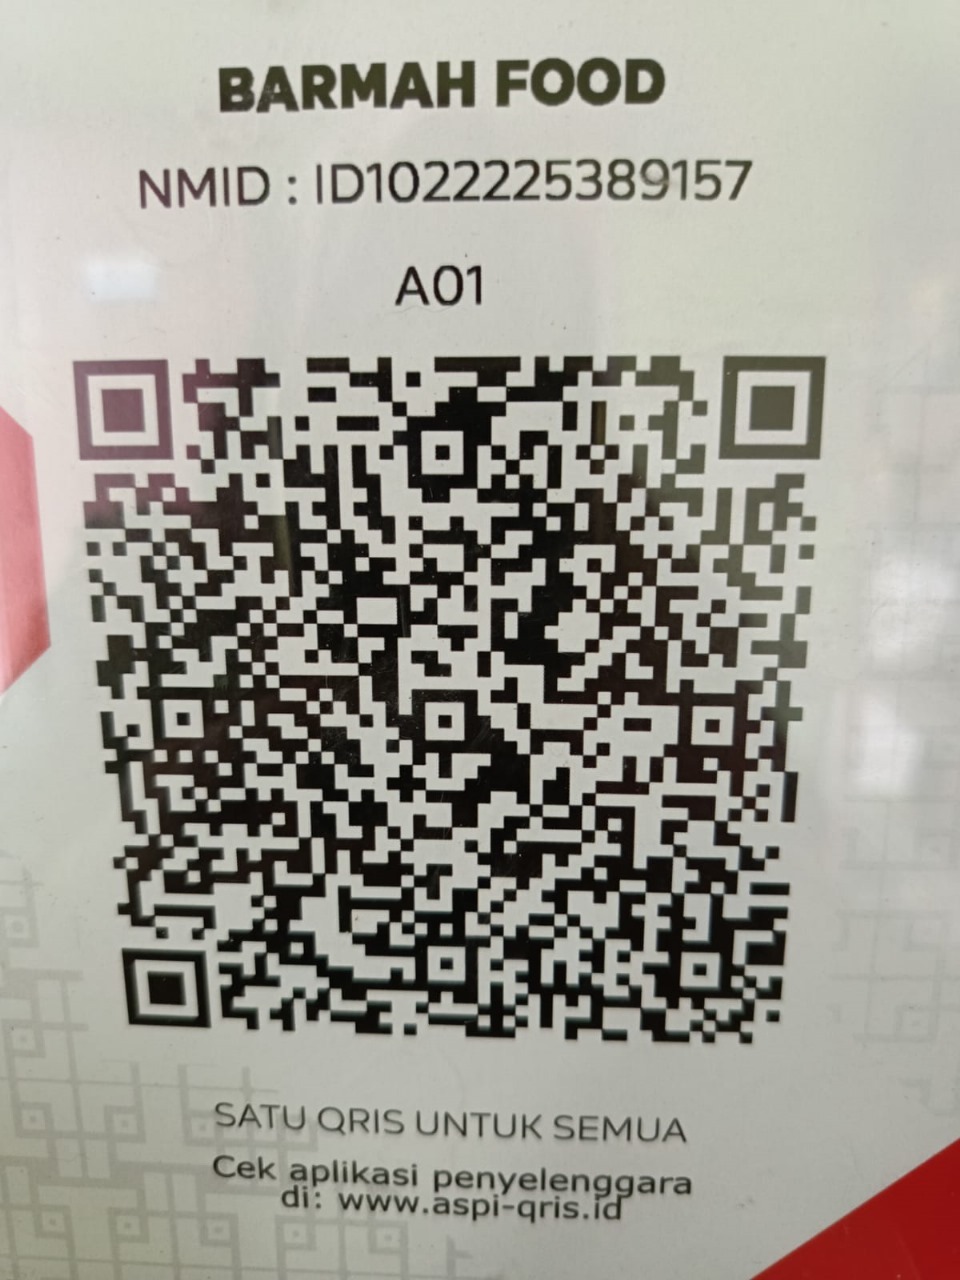 BARMAH FOOD
NMID : ID1022225389157
A01
SATU QRIS UNTUK SEMUA
Cek aplikasi penyelenggara
di: www.aspi-qris.id